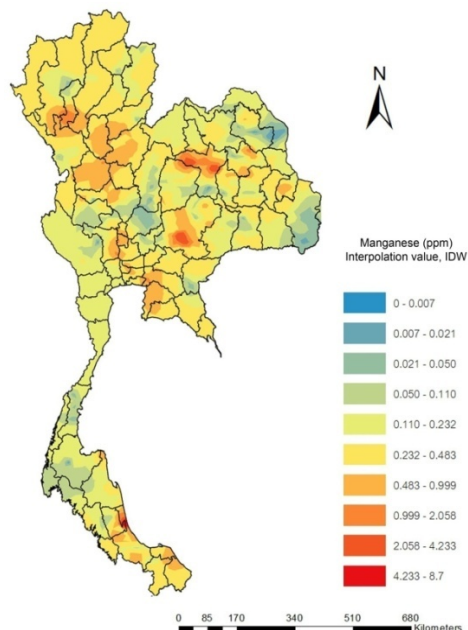 N
Manganese (ppm)
Interpolation value, IDW
0 - 0.007
0.007 - 0.021
0.021 - 0.050
0.050 - 0.110
0.110 - 0.232
0.232 - 0.483
0.483 - 0.999
0.999 - 2.058
2.058 - 4.233
4.233 - 8.7
0 85 170 340 510 680
Kilometers